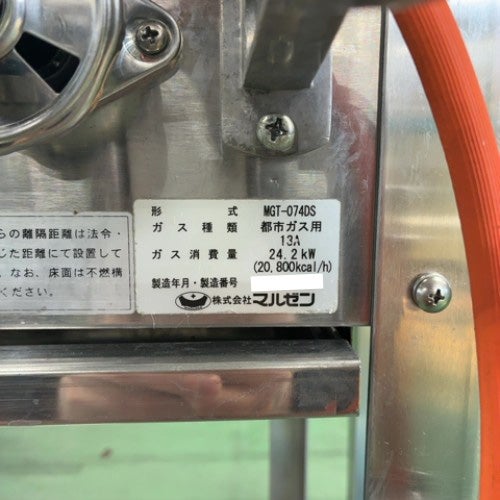 らの離隔距離は法令・
じた距離にて設置して
、なお、床面は不燃構
ください。
形 式 MGT-074DS
ガス種類 都市ガス用
13A
ガス消費量 24.2kW
(20,800kcal/h)
製造年月・製造番号
株式会社マルゼン